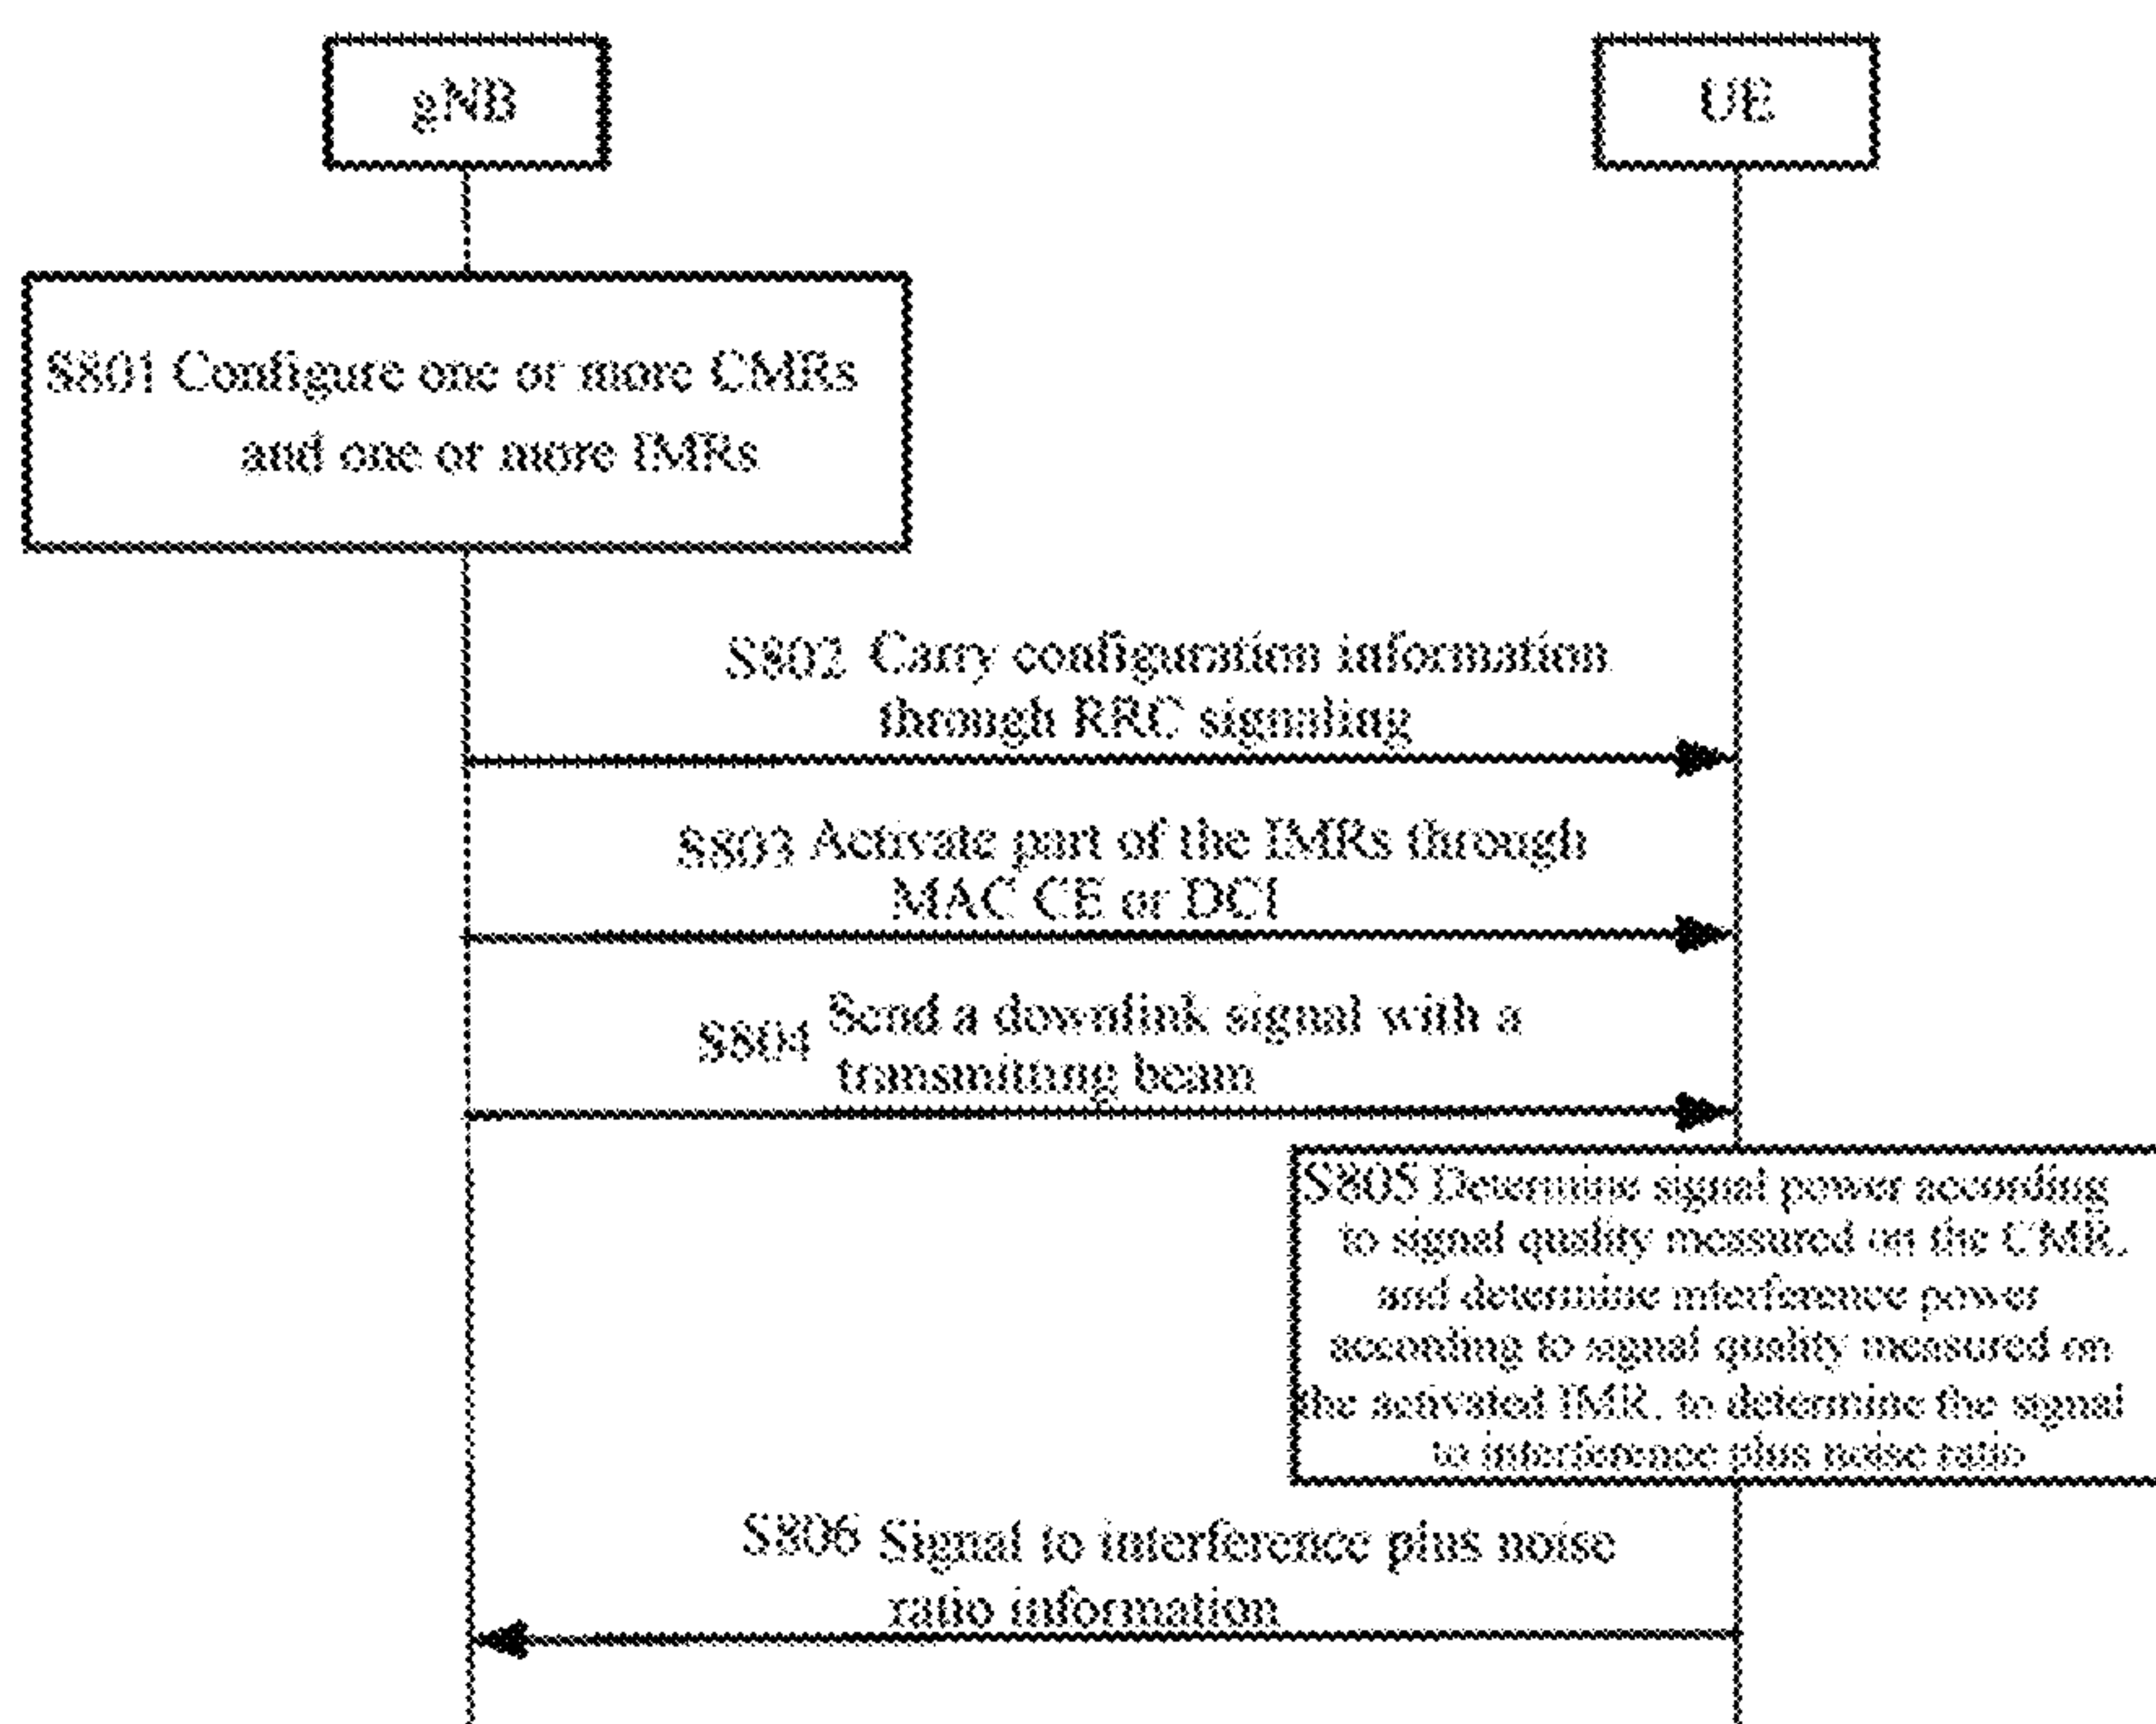 gNB
UE
S801 Configure one or more CMRs
and one or more IMRs
S802 Carry configuration information
through RRC signaling
S803 Activate part of the IMRs through
MAC CE or DCI
S804 Send a downlink signal with a
transmitting beam
S805 Determine signal power according
to signal quality measured on the CMR,
and determine interference power
according to signal quality measured on
the activated IMR, to determine the signal
to interference plus noise ratio
S806 Signal to interference plus noise
ratio information